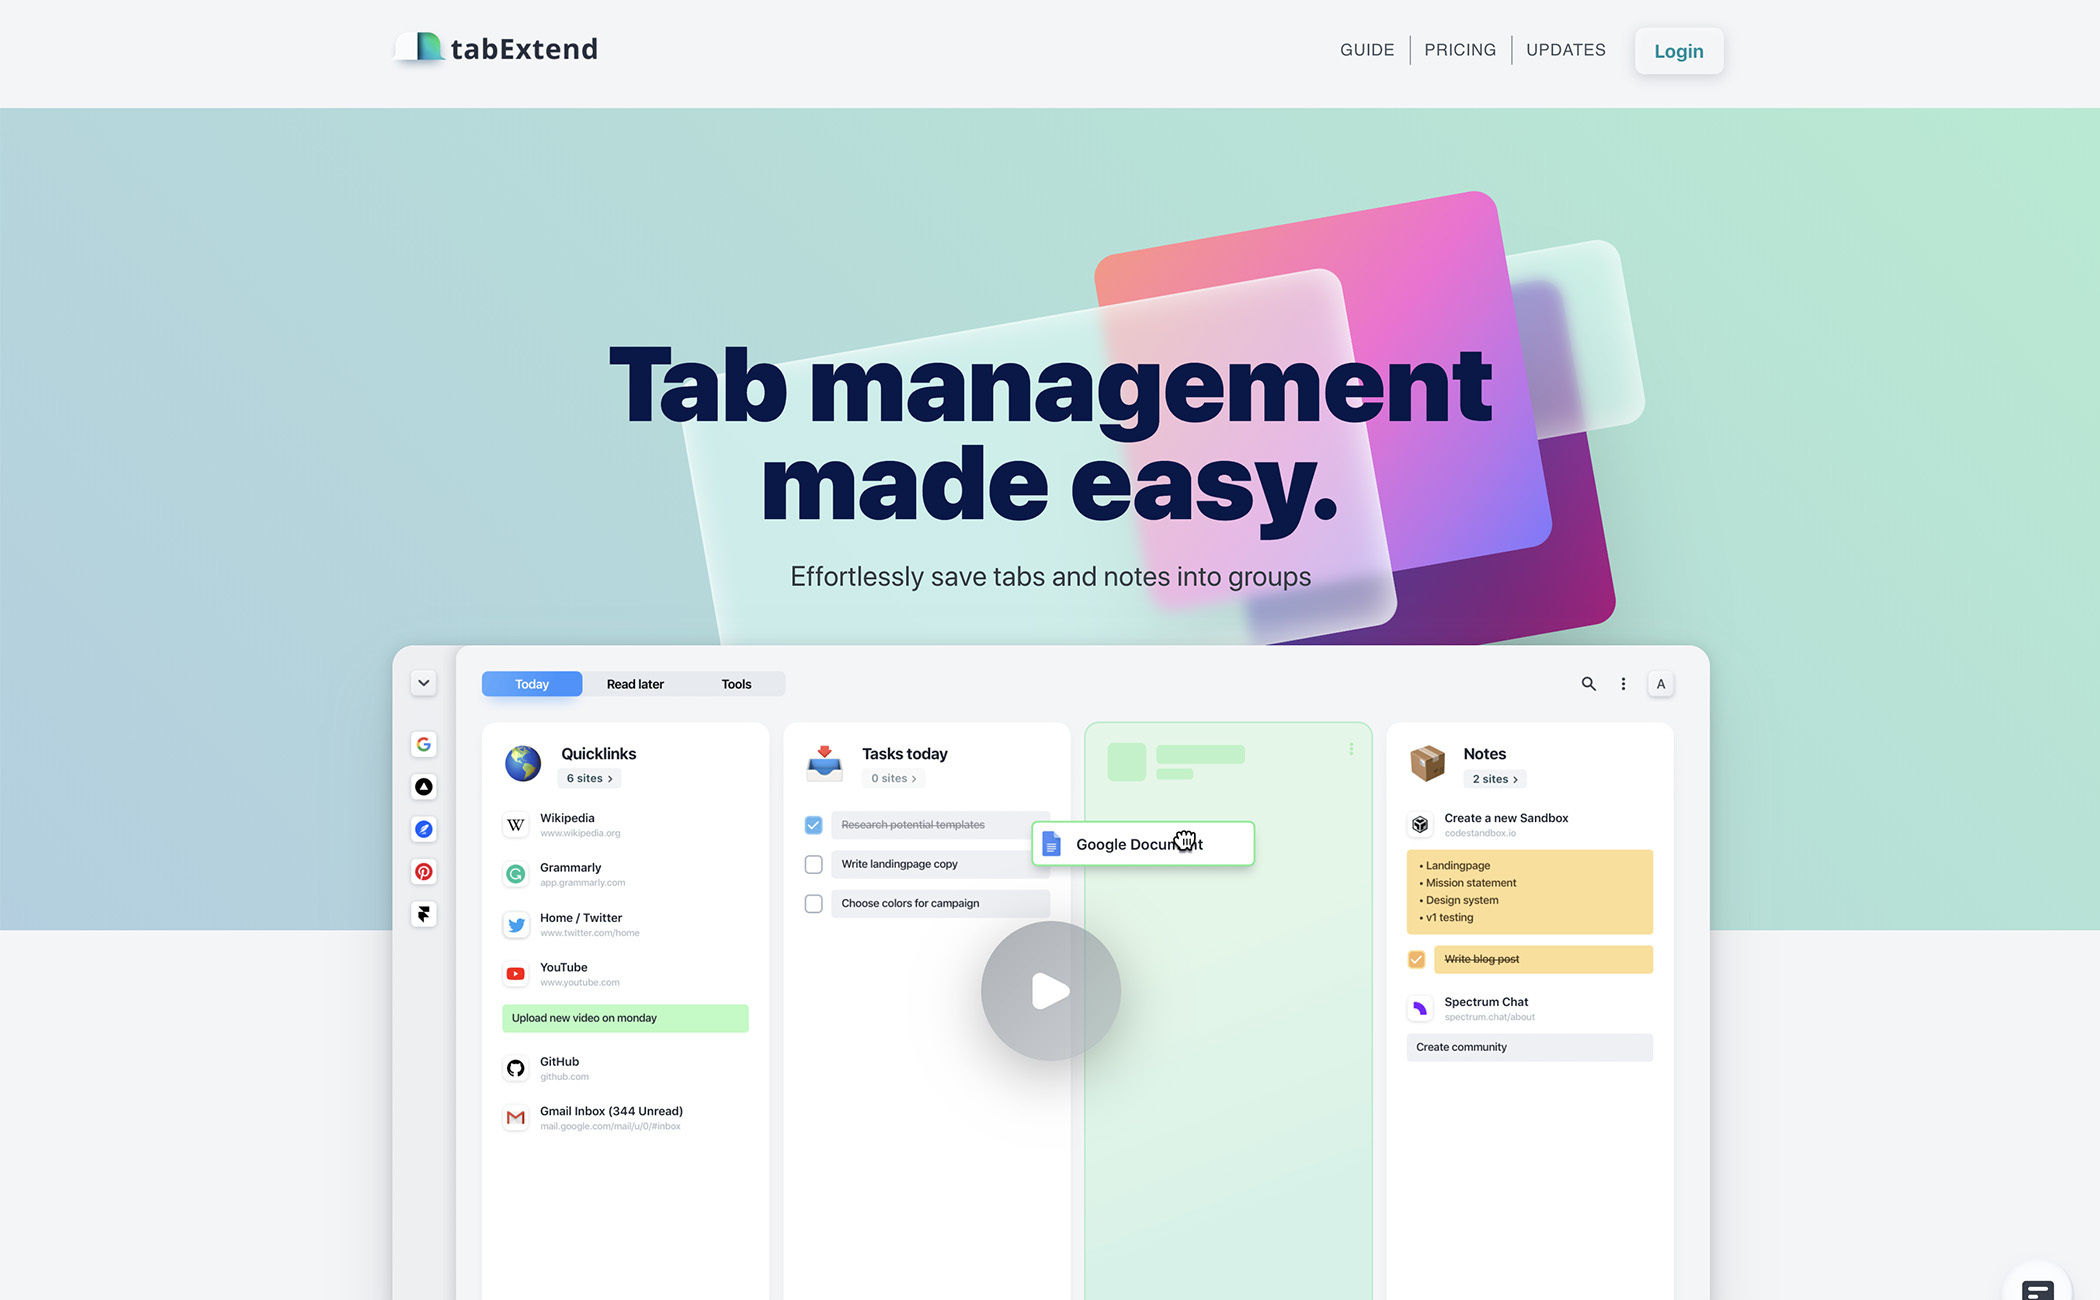 tabExtend
GUIDE
PRICING
UPDATES
Login
Tab management
made easy.
Effortlessly save tabs and notes into groups
Today
Read later
Tools
A
Quicklinks
6 sites >
Wikipedia
www.wikipedia.org
Grammarly
app.grammarly.com
Home / Twitter
www.twitter.com/home
YouTube
www.youtube.com
Upload new video on monday
GitHub
github.com
Gmail Inbox (344 Unread)
mail.google.com/mail/u/0/#inbox
Tasks today
0 sites >
Research potential templates
Write landingpage copy
Choose colors for campaign
Google Document
Notes
2 sites >
Create a new Sandbox
codestandbox.io
• Landingpage
• Mission statement
• Design system
• v1 testing
Write blog post
Spectrum Chat
spectrum.chat/about
Create community